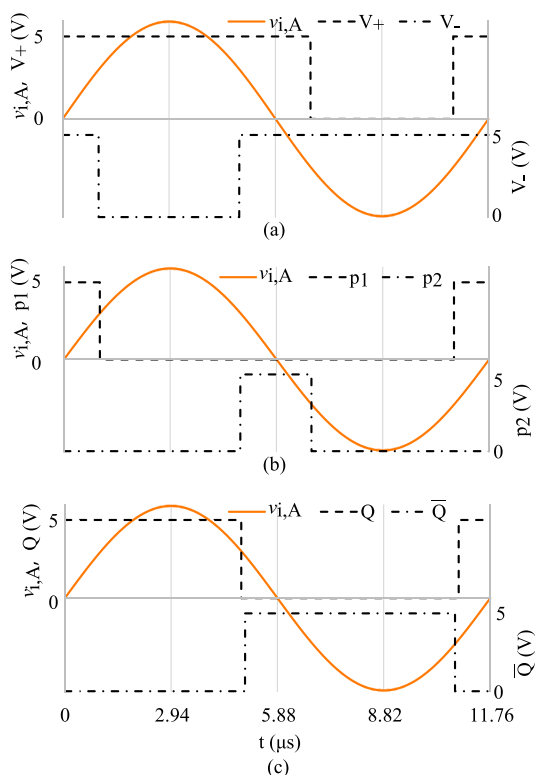 vi,A V+ V-
vi,A, V+ (V)
5
0
5
0
V- (V)
(a)
vi,A p1 p2
vi,A, p1 (V)
5
0
5
0
p2 (V)
(b)
vi,A Q Q̅
vi,A, Q (V)
5
0
5
0
Q̅ (V)
0 2.94 5.88 8.82 11.76
t (μs)
(c)